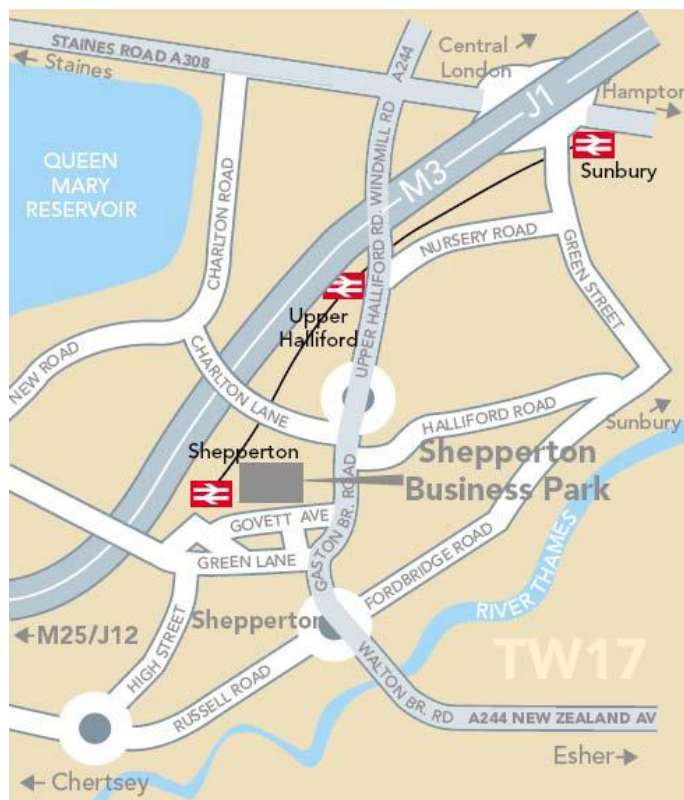 STAINES ROAD A308
Staines
A244
Central
London
J1
Hampton
M3
Sunbury
QUEEN
MARY
RESERVOIR
CHARLTON ROAD
UPPER HALLIFORD RD. WINDMILL RD
NURSERY ROAD
GREEN STREET
Upper
Halliford
NEW ROAD
CHARLTON LANE
HALLIFORD ROAD
Sunbury
Shepperton
Shepperton
Business Park
GOVETT AVE
GASTON BR. ROAD
GREEN LANE
FORDBRIDGE ROAD
RIVER THAMES
M25/J12
Shepperton
HIGH STREET
RUSSELL ROAD
WALTON BR. RD
TW17
A244 NEW ZEALAND AV
Esher
Chertsey